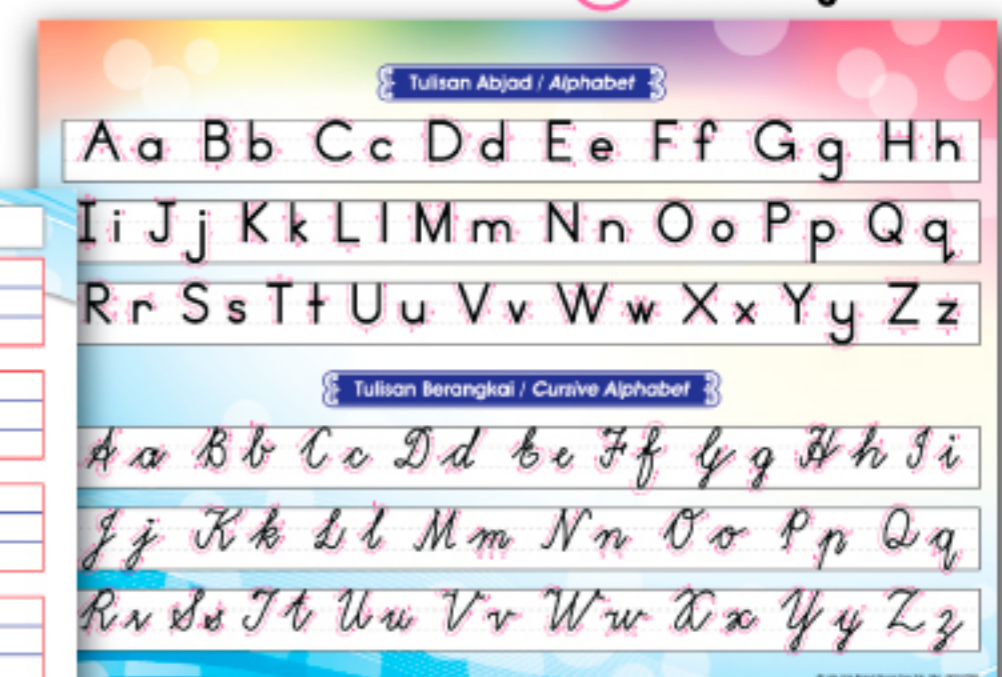 Tulisan Abjad / Alphabet
Aa Bb Cc Dd Ee Ff Gg Hh
Ii Jj Kk Ll Mm Nn Oo Pp Qq
Rr Ss Tt Uu Vv Ww Xx Yy Zz
Tulisan Berangkai / Cursive Alphabet
Aa Bb Cc Dd Ee Ff Gg Hh Ii
Jj Kk Ll Mm Nn Oo Pp Qq
Rr Ss Tt Uu Vv Ww Xx Yy Zz